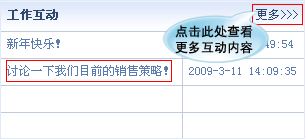 工作互动
更多>>>
点击此处查看
更多互动内容
新年快乐!
49:54
讨论一下我们目前的销售策略!
2009-3-11 14:09:35